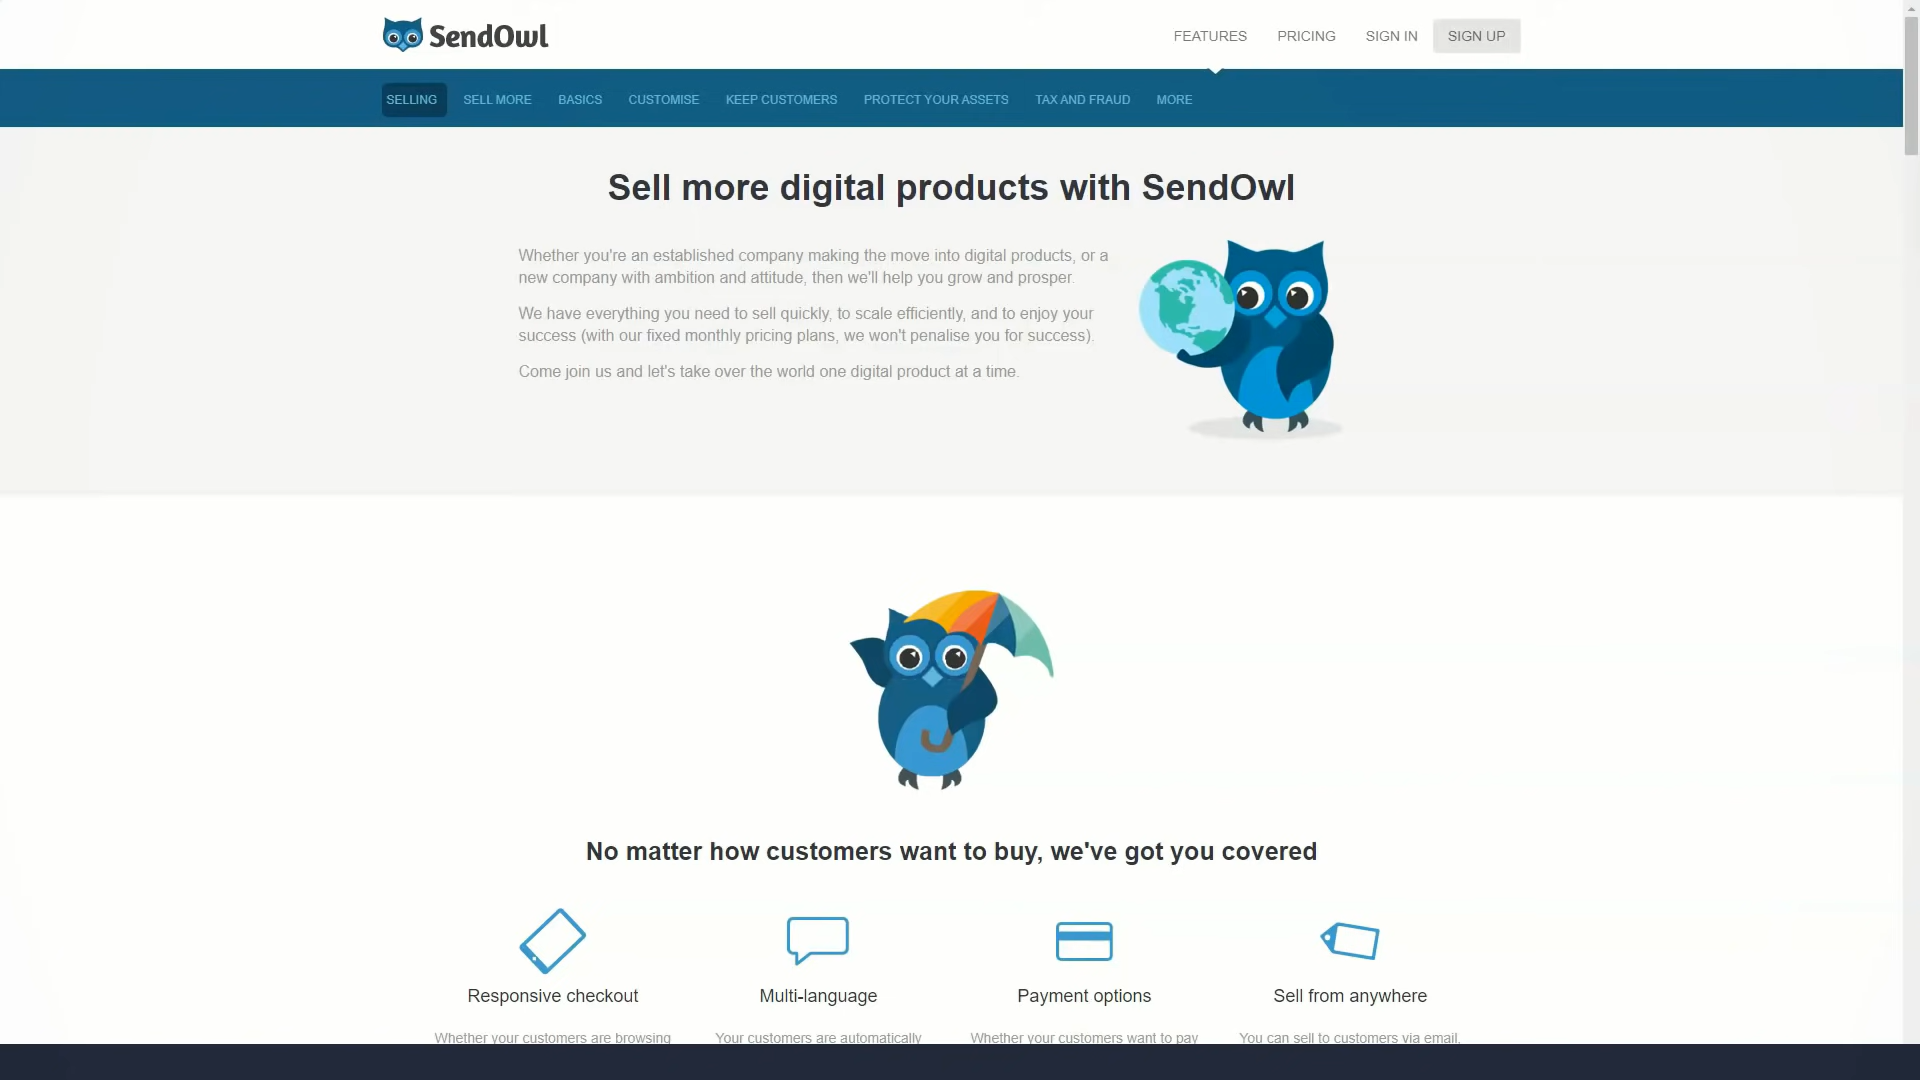 SendOwl
FEATURES PRICING SIGN IN SIGN UP
SELLING SELL MORE BASICS CUSTOMISE KEEP CUSTOMERS PROTECT YOUR ASSETS TAX AND FRAUD MORE
Sell more digital products with SendOwl
Whether you're an established company making the move into digital products, or a
new company with ambition and attitude, then we'll help you grow and prosper.
We have everything you need to sell quickly, to scale efficiently, and to enjoy your
success (with our fixed monthly pricing plans, we won't penalise you for success).
Come join us and let's take over the world one digital product at a time.
No matter how customers want to buy, we've got you covered
Responsive checkout
Multi-language
Payment options
Sell from anywhere
Whether your customers are browsing
Your customers are automatically
Whether your customers want to pay
You can sell to customers via email,